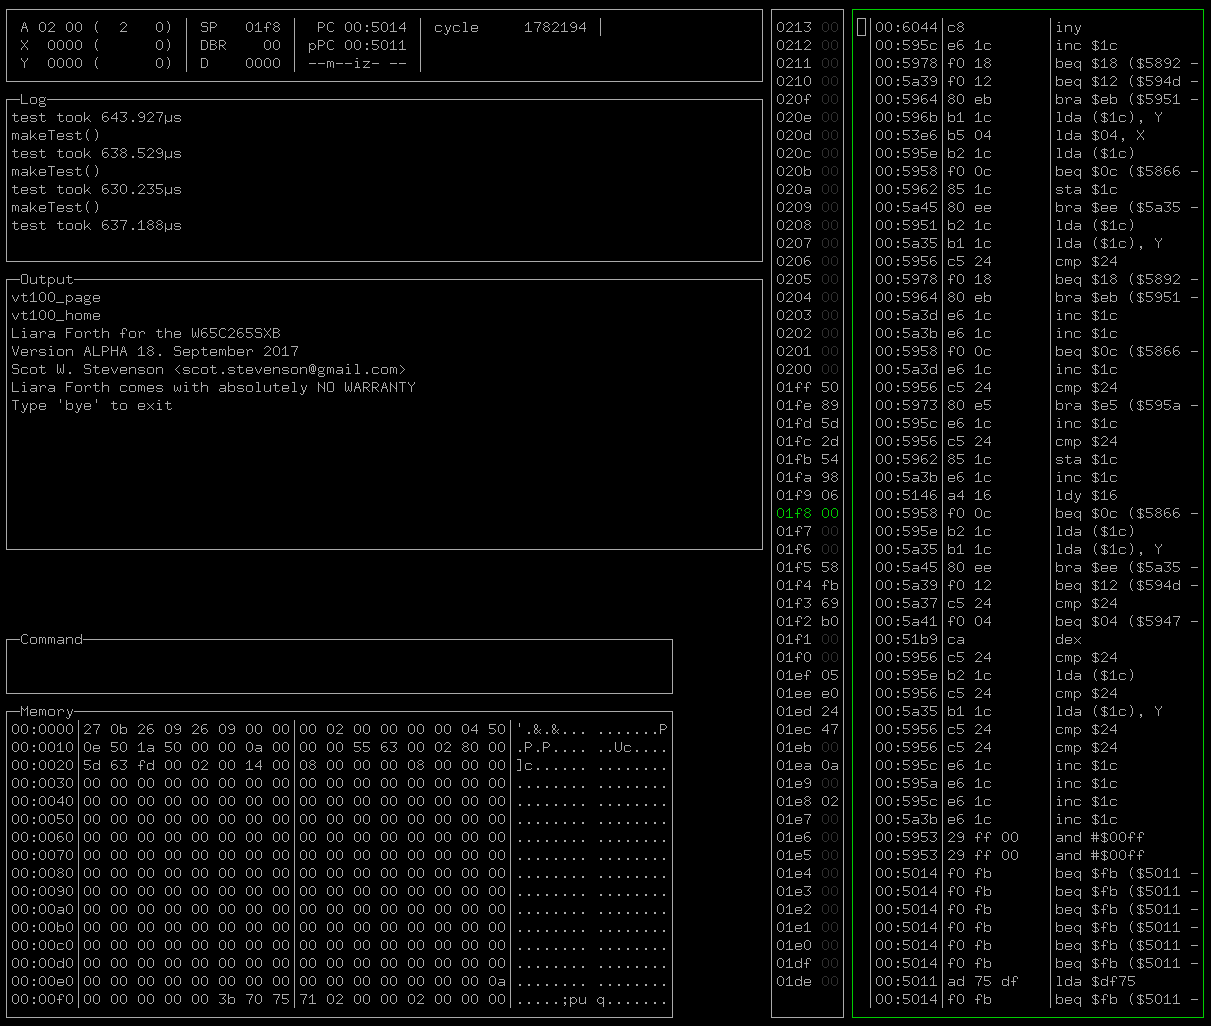 A 02 00 (  2   0) SP   01f8 PC 00:5014 cycle     1782194
X  0000 (      0) DBR    00 pPC 00:5011
Y  0000 (      0) D    0000 --m--iz- --
Log
test took 643.927µs
makeTest()
test took 638.529µs
makeTest()
test took 630.235µs
makeTest()
test took 637.188µs
Output
vt100_page
vt100_home
Liara Forth for the W65C265SXB
Version ALPHA 18. September 2017
Scot W. Stevenson <scot.stevenson@gmail.com>
Liara Forth comes with absolutely NO WARRANTY
Type 'bye' to exit
Command
Memory
00:0000 27 0b 26 09 26 09 00 00 00 02 00 00 00 00 04 50 '.&.&... .......P
00:0010 0e 50 1a 50 00 00 0a 00 00 00 55 63 00 02 80 00 .P.P.... ..Uc....
00:0020 5d 63 fd 00 02 00 14 00 08 00 00 00 08 00 00 00 ]c...... ........
00:0030 00 00 00 00 00 00 00 00 00 00 00 00 00 00 00 00 ........ ........
00:0040 00 00 00 00 00 00 00 00 00 00 00 00 00 00 00 00 ........ ........
00:0050 00 00 00 00 00 00 00 00 00 00 00 00 00 00 00 00 ........ ........
00:0060 00 00 00 00 00 00 00 00 00 00 00 00 00 00 00 00 ........ ........
00:0070 00 00 00 00 00 00 00 00 00 00 00 00 00 00 00 00 ........ ........
00:0080 00 00 00 00 00 00 00 00 00 00 00 00 00 00 00 00 ........ ........
00:0090 00 00 00 00 00 00 00 00 00 00 00 00 00 00 00 00 ........ ........
00:00a0 00 00 00 00 00 00 00 00 00 00 00 00 00 00 00 00 ........ ........
00:00b0 00 00 00 00 00 00 00 00 00 00 00 00 00 00 00 00 ........ ........
00:00c0 00 00 00 00 00 00 00 00 00 00 00 00 00 00 00 00 ........ ........
00:00d0 00 00 00 00 00 00 00 00 00 00 00 00 00 00 00 00 ........ ........
00:00e0 00 00 00 00 00 00 00 00 00 00 00 00 00 00 00 0a ........ ........
00:00f0 00 00 00 00 00 3b 70 75 71 02 00 00 02 00 00 00 .....;pu q.......
0213 00
0212 00
0211 00
0210 00
020f 00
020e 00
020d 00
020c 00
020b 00
020a 00
0209 00
0208 00
0207 00
0206 00
0205 00
0204 00
0203 00
0202 00
0201 00
0200 00
01ff 50
01fe 89
01fd 5d
01fc 2d
01fb 54
01fa 98
01f9 06
01f8 00
01f7 00
01f6 00
01f5 58
01f4 fb
01f3 69
01f2 b0
01f1 00
01f0 00
01ef 05
01ee e0
01ed 24
01ec 47
01eb 00
01ea 0a
01e9 00
01e8 02
01e7 00
01e6 00
01e5 00
01e4 00
01e3 00
01e2 00
01e1 00
01e0 00
01df 00
01de 00
00:6044 c8 iny
00:595c e6 1c inc $1c
00:5978 f0 18 beq $18 ($5892 -
00:5a39 f0 12 beq $12 ($594d -
00:5964 80 eb bra $eb ($5951 -
00:596b b1 1c lda ($1c), Y
00:53e6 b5 04 lda $04, X
00:595e b2 1c lda ($1c)
00:5958 f0 0c beq $0c ($5866 -
00:5962 85 1c sta $1c
00:5a45 80 ee bra $ee ($5a35 -
00:5951 b2 1c lda ($1c)
00:5a35 b1 1c lda ($1c), Y
00:5956 c5 24 cmp $24
00:5978 f0 18 beq $18 ($5892 -
00:5964 80 eb bra $eb ($5951 -
00:5a3d e6 1c inc $1c
00:5a3b e6 1c inc $1c
00:5958 f0 0c beq $0c ($5866 -
00:5a3d e6 1c inc $1c
00:5956 c5 24 cmp $24
00:5973 80 e5 bra $e5 ($595a -
00:595c e6 1c inc $1c
00:5956 c5 24 cmp $24
00:5962 85 1c sta $1c
00:5a3b e6 1c inc $1c
00:5146 a4 16 ldy $16
00:5958 f0 0c beq $0c ($5866 -
00:595e b2 1c lda ($1c)
00:5a35 b1 1c lda ($1c), Y
00:5a45 80 ee bra $ee ($5a35 -
00:5a39 f0 12 beq $12 ($594d -
00:5a37 c5 24 cmp $24
00:5a41 f0 04 beq $04 ($5947 -
00:51b9 ca dex
00:5956 c5 24 cmp $24
00:595e b2 1c lda ($1c)
00:5956 c5 24 cmp $24
00:5a35 b1 1c lda ($1c), Y
00:5956 c5 24 cmp $24
00:5956 c5 24 cmp $24
00:595c e6 1c inc $1c
00:595a e6 1c inc $1c
00:595c e6 1c inc $1c
00:5a3b e6 1c inc $1c
00:5953 29 ff 00 and #$00ff
00:5953 29 ff 00 and #$00ff
00:5014 f0 fb beq $fb ($5011 -
00:5014 f0 fb beq $fb ($5011 -
00:5014 f0 fb beq $fb ($5011 -
00:5014 f0 fb beq $fb ($5011 -
00:5014 f0 fb beq $fb ($5011 -
00:5014 f0 fb beq $fb ($5011 -
00:5011 ad 75 df lda $df75
00:5014 f0 fb beq $fb ($5011 -